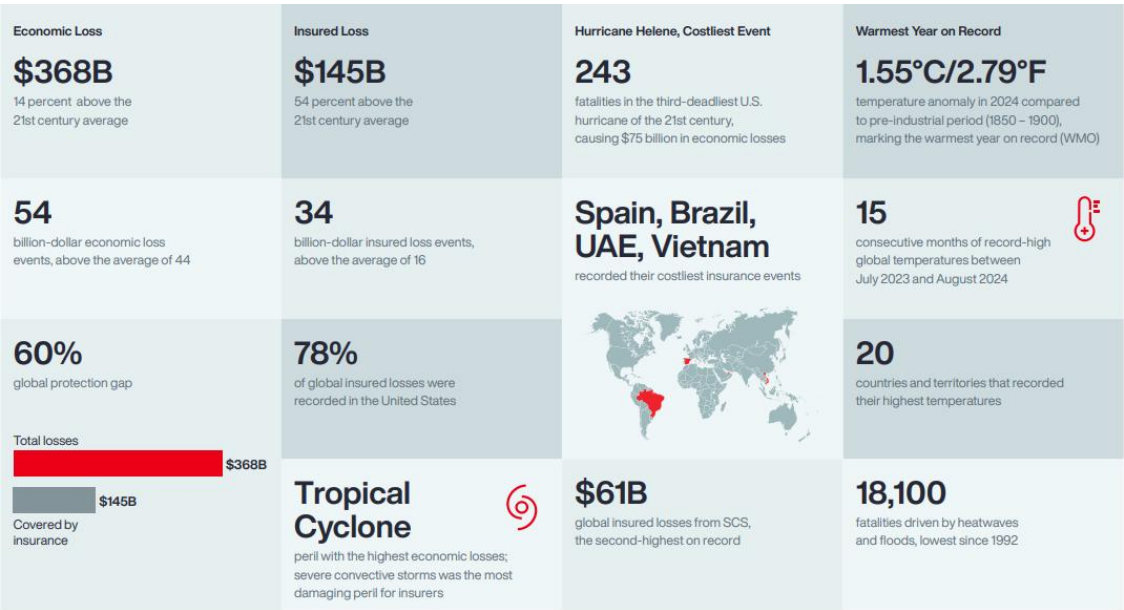 Economic Loss
$368B
14 percent above the
21st century average
Insured Loss
$145B
54 percent above the
21st century average
Hurricane Helene, Costliest Event
243
fatalities in the third-deadliest U.S.
hurricane of the 21st century,
causing $75 billion in economic losses
Warmest Year on Record
1.55°C/2.79°F
temperature anomaly in 2024 compared
to pre-industrial period (1850 – 1900),
marking the warmest year on record (WMO)
54
billion-dollar economic loss
events, above the average of 44
34
billion-dollar insured loss events,
above the average of 16
Spain, Brazil,
UAE, Vietnam
recorded their costliest insurance events
15
consecutive months of record-high
global temperatures between
July 2023 and August 2024
60%
global protection gap
Total losses
$368B
$145B
Covered by
insurance
78%
of global insured losses were
recorded in the United States
20
countries and territories that recorded
their highest temperatures
Tropical
Cyclone
peril with the highest economic losses;
severe convective storms was the most
damaging peril for insurers
$61B
global insured losses from SCS,
the second-highest on record
18,100
fatalities driven by heatwaves
and floods, lowest since 1992